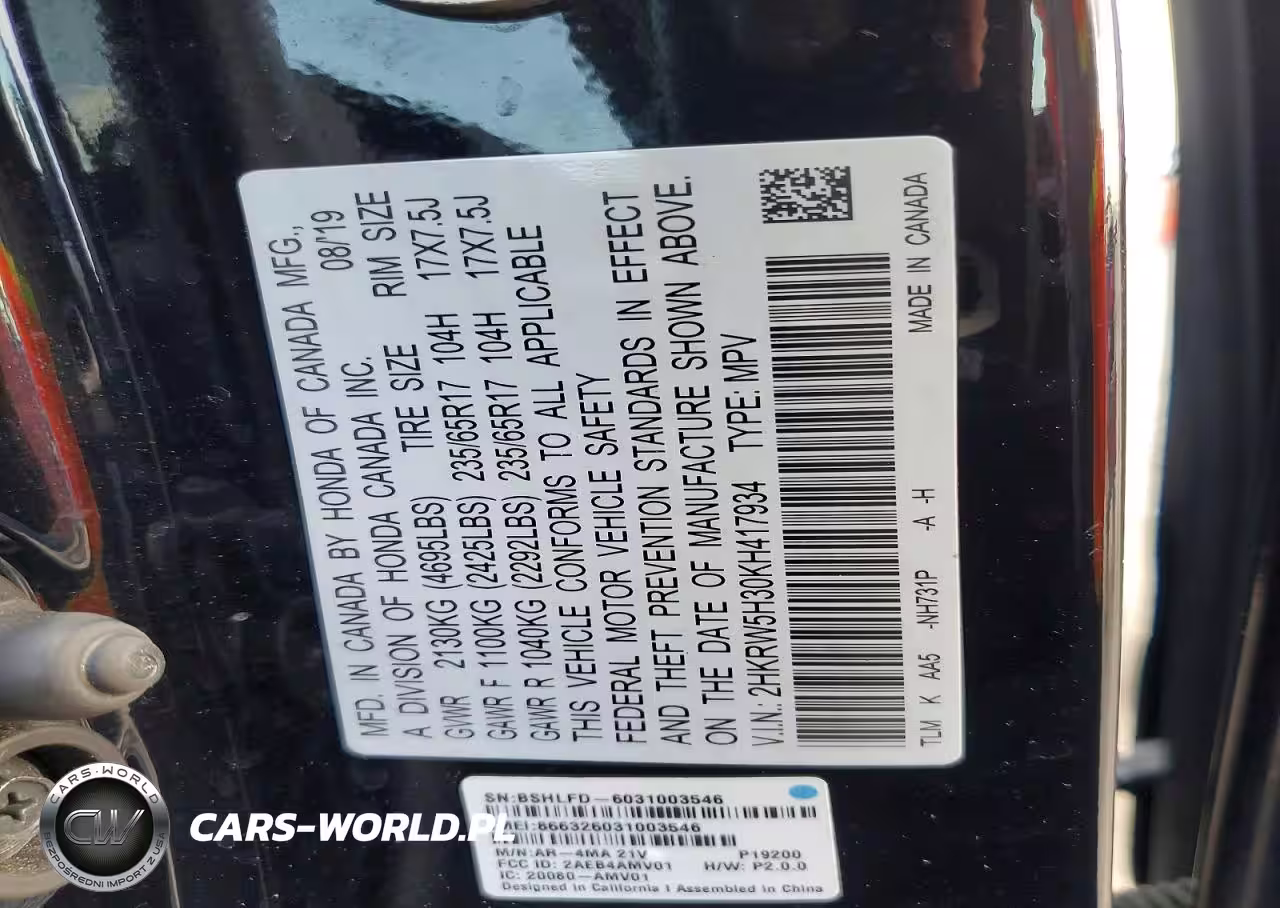 MFD. IN CANADA BY HONDA OF CANADA MFG.,
A DIVISION OF HONDA CANADA INC. 08/'19
GVWR 2130KG (4695LBS) TIRE SIZE RIM SIZE
GAWR F 1100KG (2425LBS) 235/65R17 104H 17X7.5J
GAWR R 1040KG (2292LBS) 235/65R17 104H 17X7.5J
THIS VEHICLE CONFORMS TO ALL APPLICABLE
FEDERAL MOTOR VEHICLE SAFETY
AND THEFT PREVENTION STANDARDS IN EFFECT
ON THE DATE OF MANUFACTURE SHOWN ABOVE.
V.I.N.: 2HKRW5H30KH417934 TYPE: MPV
TLM K AA5 -NH731P -A -H MADE IN CANADA
SN:BSHLFD-6031003546
EI:866326031003546
M/N:AR-4MA 21V P19200
FCC ID: 2AEB4AMV01 H/W: P2.0.0
IC: 20060-AMV01
Designed in California | Assembled in China
CARS-WORLD
CW
BEZPOŚREDNI IMPORT Z USA
CARS-WORLD.PL